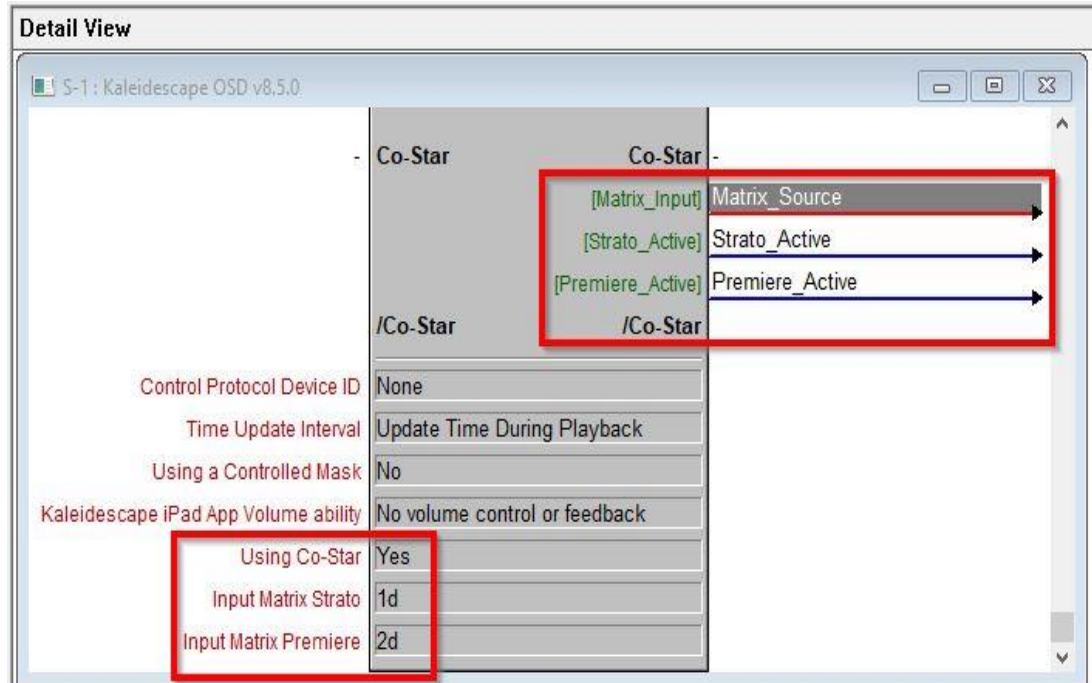 Detail View
S-1 : Kaleidescape OSD v8.5.0
- Co-Star Co-Star -
[Matrix_Input] Matrix_Source
[Strato_Active] Strato_Active
[Premiere_Active] Premiere_Active
/Co-Star /Co-Star
Control Protocol Device ID None
Time Update Interval Update Time During Playback
Using a Controlled Mask No
Kaleidescape iPad App Volume ability No volume control or feedback
Using Co-Star Yes
Input Matrix Strato 1d
Input Matrix Premiere 2d